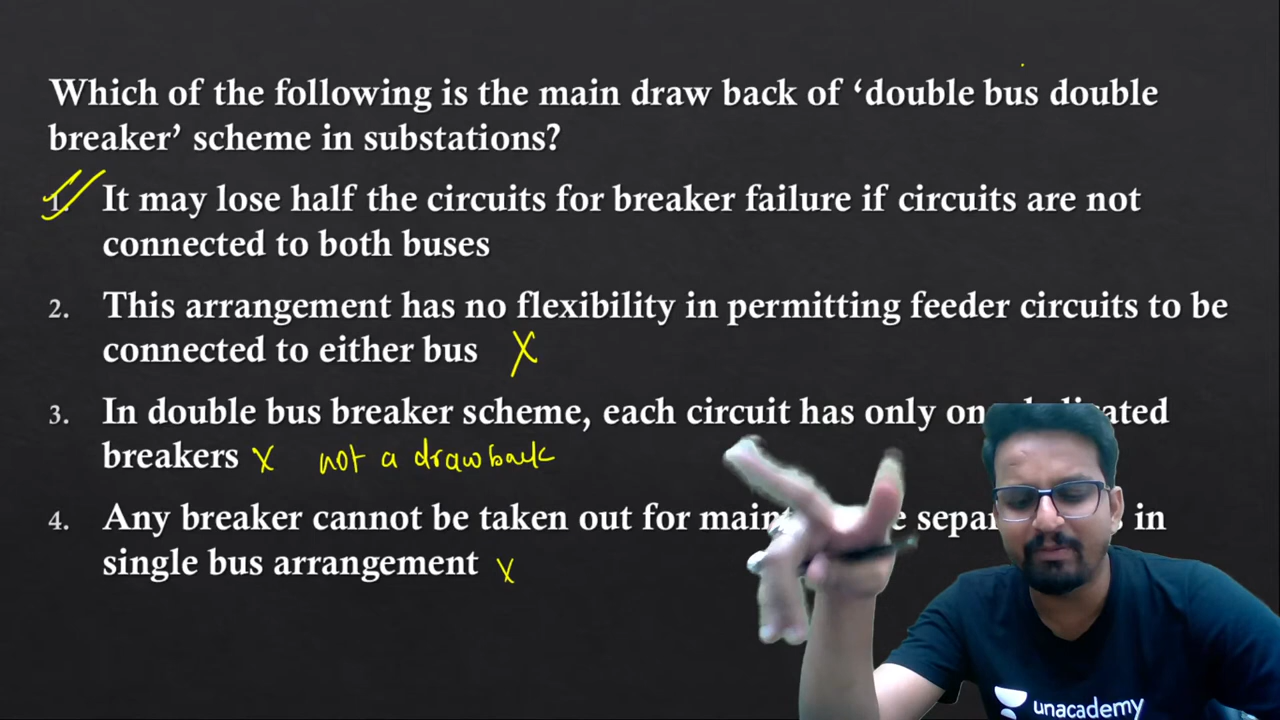 Which of the following is the main draw back of ‘double bus double
breaker’ scheme in substations?
1. It may lose half the circuits for breaker failure if circuits are not
connected to both buses
2. This arrangement has no flexibility in permitting feeder circuits to be
connected to either bus X
3. In double bus breaker scheme, each circuit has only
breakers X not a drawback
4. Any breaker cannot be taken out for in
single bus arrangement X
unacademy